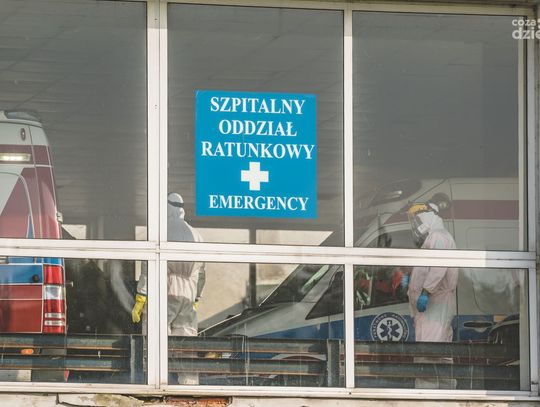 SZPITALNY
ODDZIAŁ
RATUNKOWY
EMERGENCY